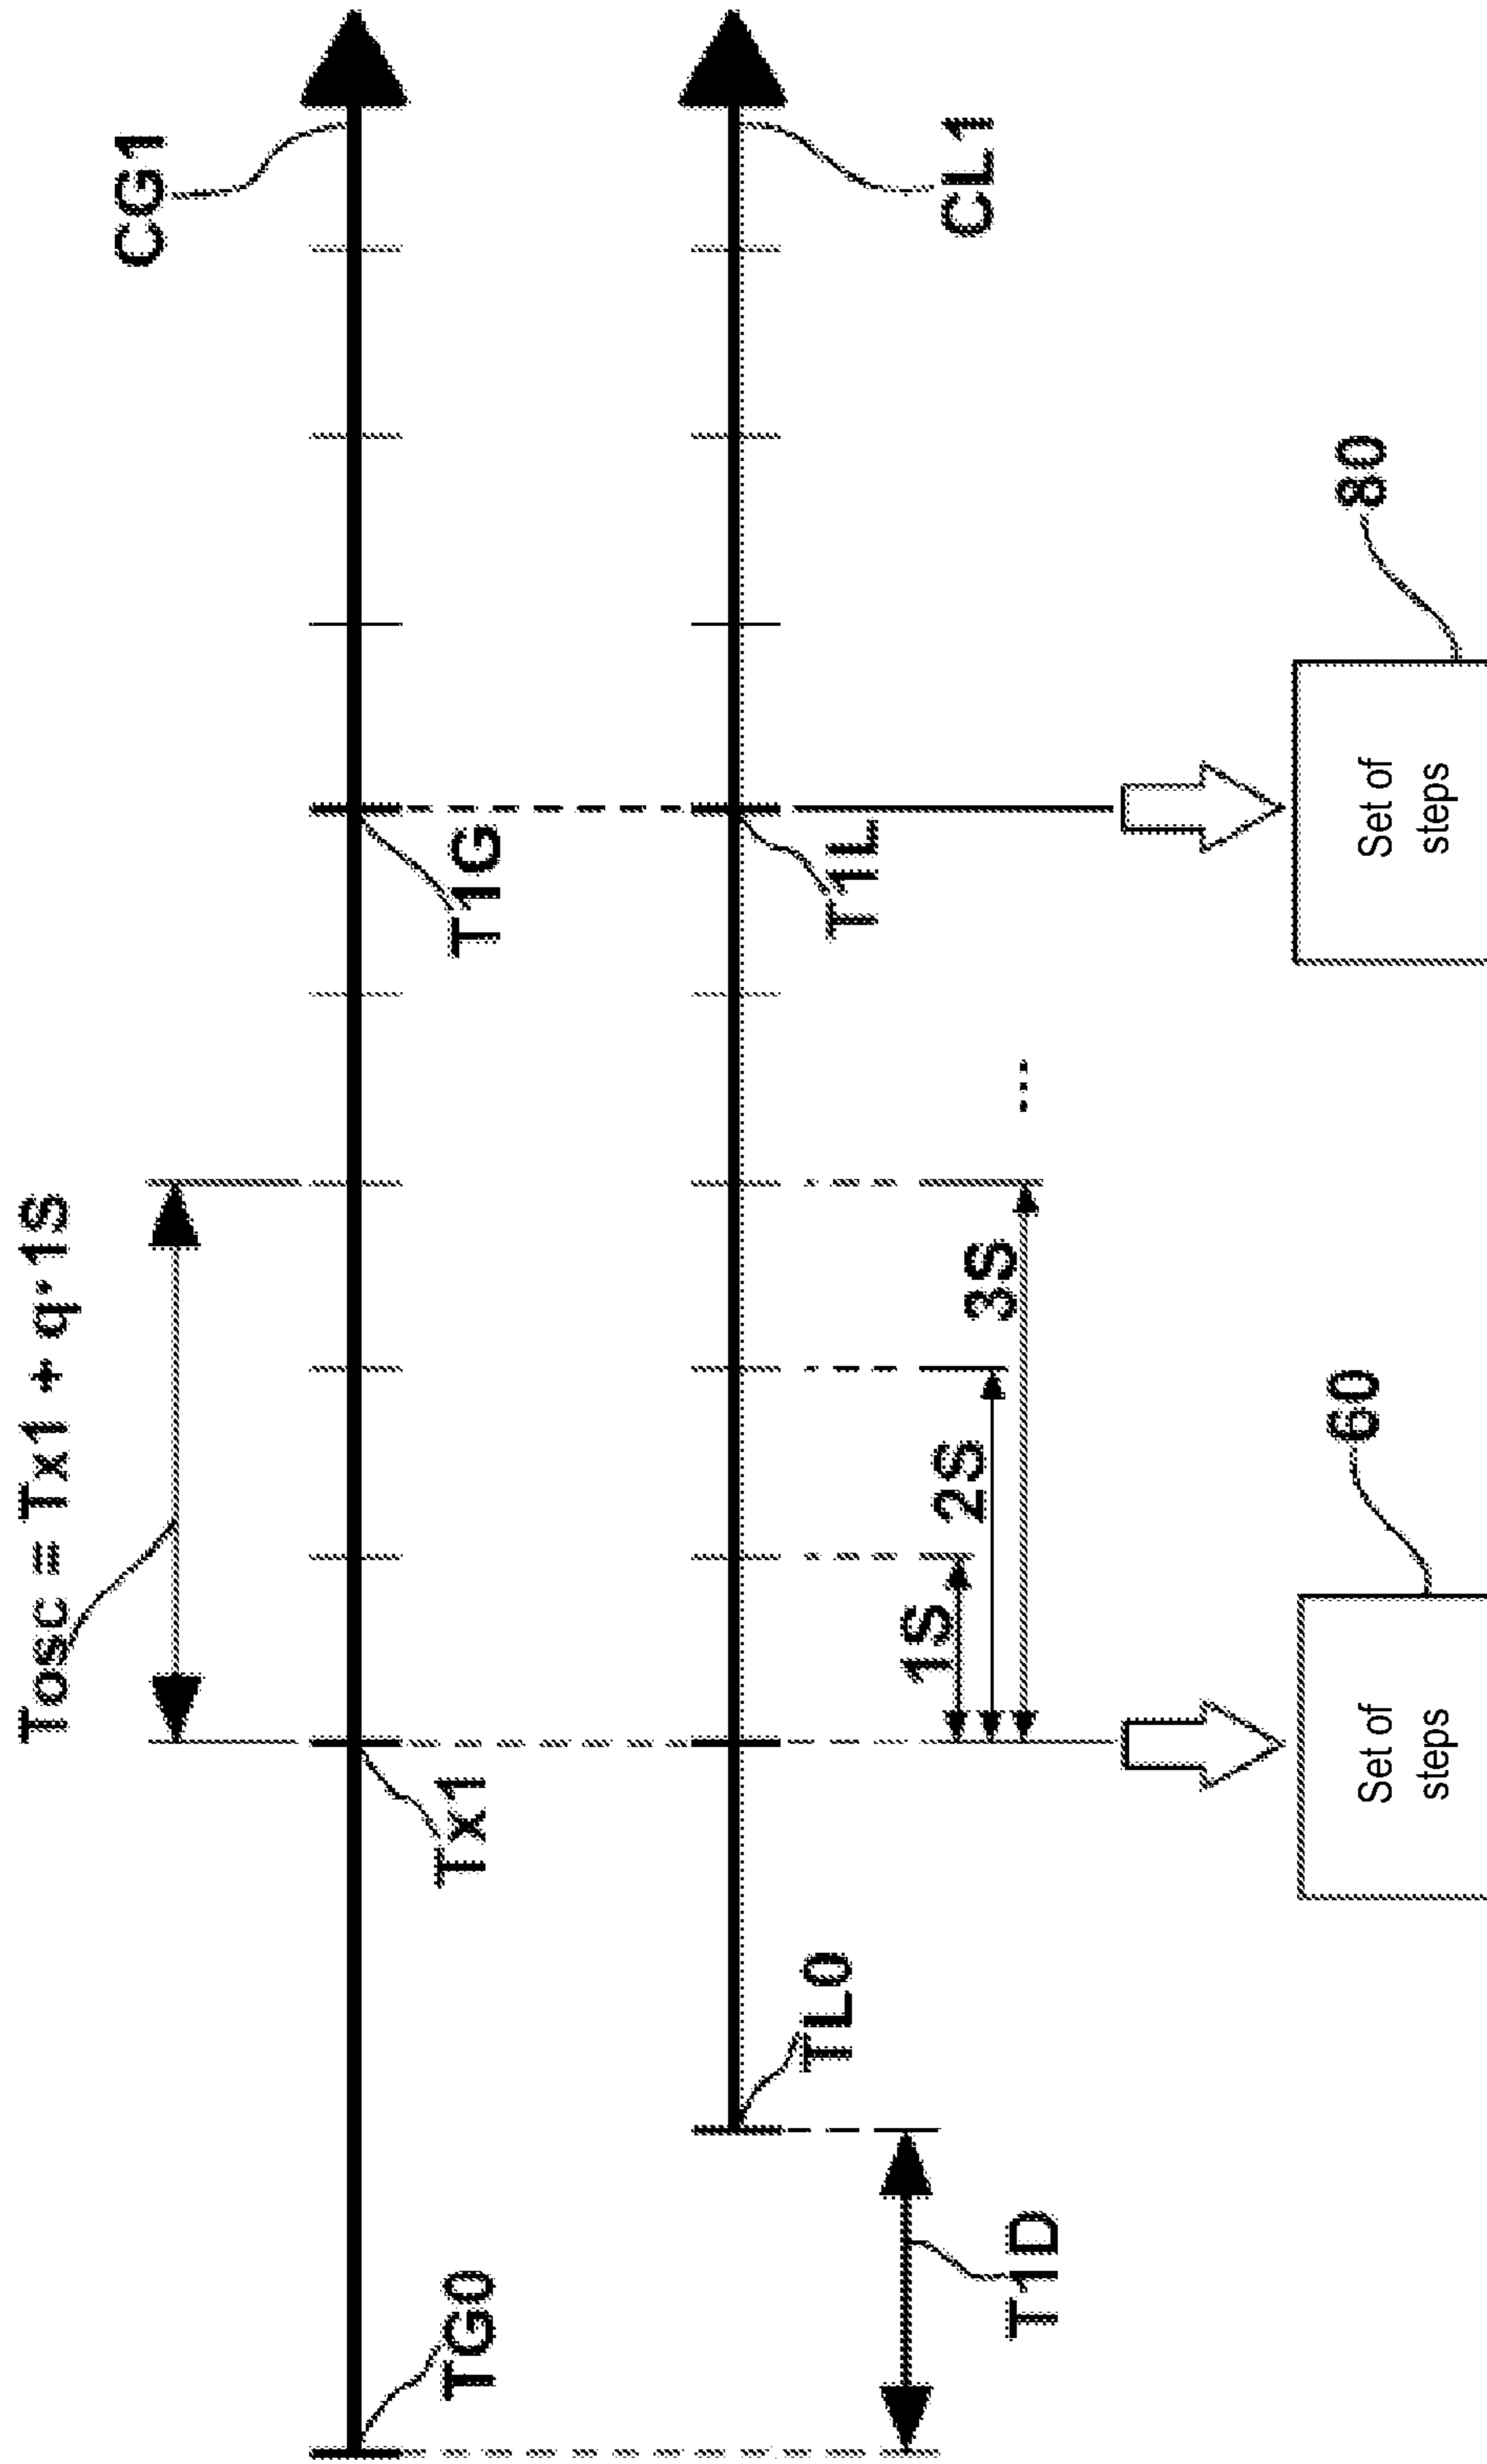 Tosc = Tx1 + q.1S
CG1
TG0
Tx1
T1G
CL1
TL0
T1L
T1D
1S
2S
3S
...
60
80
Set of
steps
Set of
steps